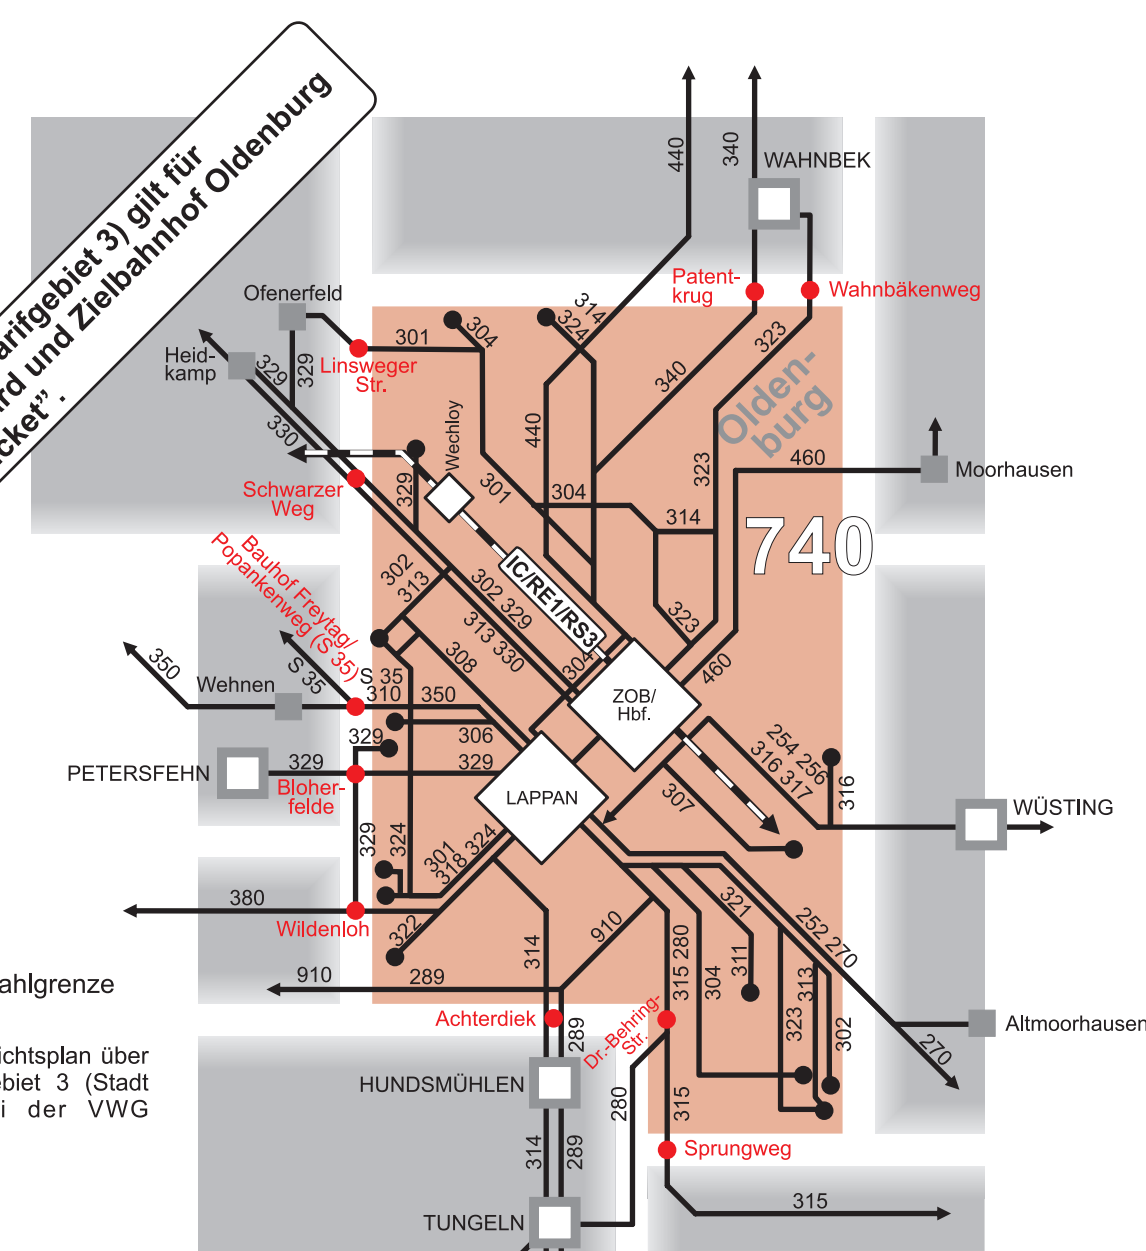 arifgebiet 3) gilt für
rd und Zielbahnhof Oldenburg
cket”.
440
340
WAHNBEK
Patent-
krug
Wahnbäkenweg
Ofenerfeld
Heid-
kamp
329
329
301
Linsweger
Str.
304
314
324
323
340
Olden-
burg
330
Wechloy
440
323
460
Moorhausen
Schwarzer
Weg
329
301
304
314
740
Bauhof Freytag/
Popankenweg (S 35)
302
313
302 329
313 330
IC/RE1/RS3
323
350
S 35
S 35
308
304
460
Wehnen
310
350
ZOB/
Hbf.
306
329
254 256
316 317
316
PETERSFEHN
329
329
Bloher-
felde
LAPPAN
307
WÜSTING
329
324
301
318 324
321
380
Wildenloh
322
314
910
252 270
280
315
304
311
313
323
302
910
289
ahlgrenze
Achterdiek
289
Dr.-Behring-
Str.
Altmoorhausen
270
ichtsplan über
ebiet 3 (Stadt
i der VWG
HUNDSMÜHLEN
280
315
314
289
Sprungweg
TUNGELN
315